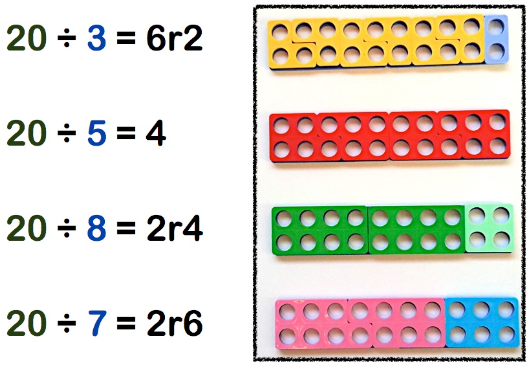 20 ÷ 3 = 6r2
20 ÷ 5 = 4
20 ÷ 8 = 2r4
20 ÷ 7 = 2r6